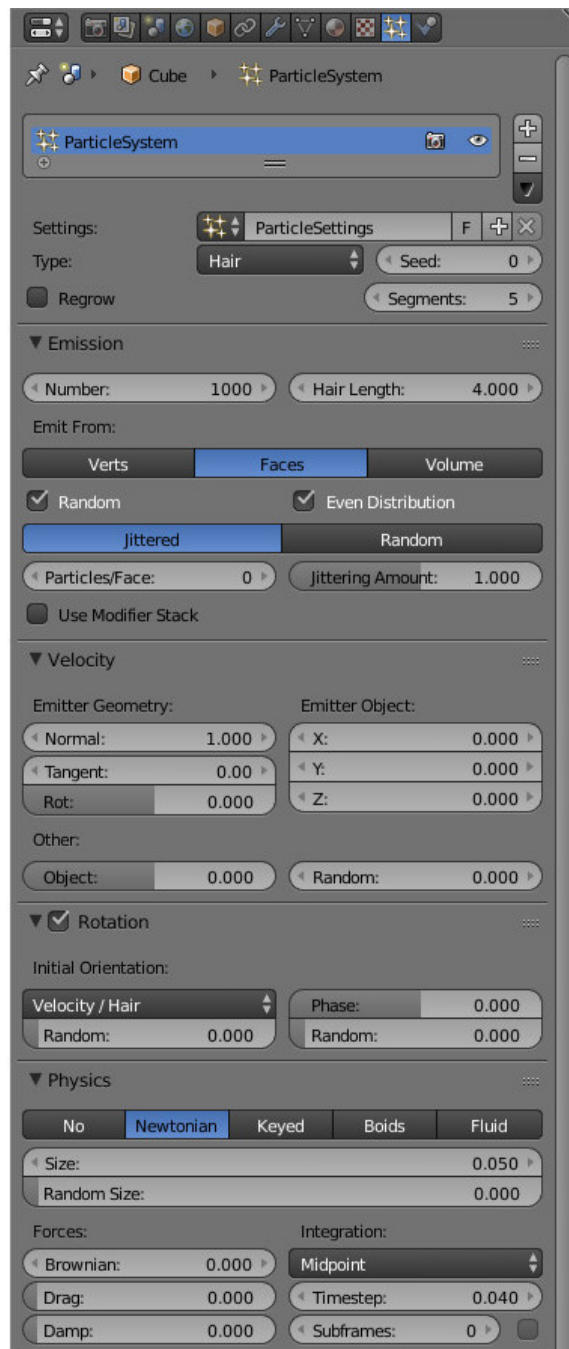 Cube ParticleSystem
ParticleSystem
Settings: ParticleSettings F
Type: Hair Seed: 0
Regrow Segments: 5
Emission
Number: 1000 Hair Length: 4.000
Emit From:
Verts Faces Volume
Random Even Distribution
Jittered Random
Particles/Face: 0 Jittering Amount: 1.000
Use Modifier Stack
Velocity
Emitter Geometry: Emitter Object:
Normal: 1.000 X: 0.000
Tangent: 0.00 Y: 0.000
Rot: 0.000 Z: 0.000
Other:
Object: 0.000 Random: 0.000
Rotation
Initial Orientation:
Velocity / Hair Phase: 0.000
Random: 0.000 Random: 0.000
Physics
No Newtonian Keyed Boids Fluid
Size: 0.050
Random Size: 0.000
Forces: Integration:
Brownian: 0.000 Midpoint
Drag: 0.000 Timestep: 0.040
Damp: 0.000 Subframes: 0